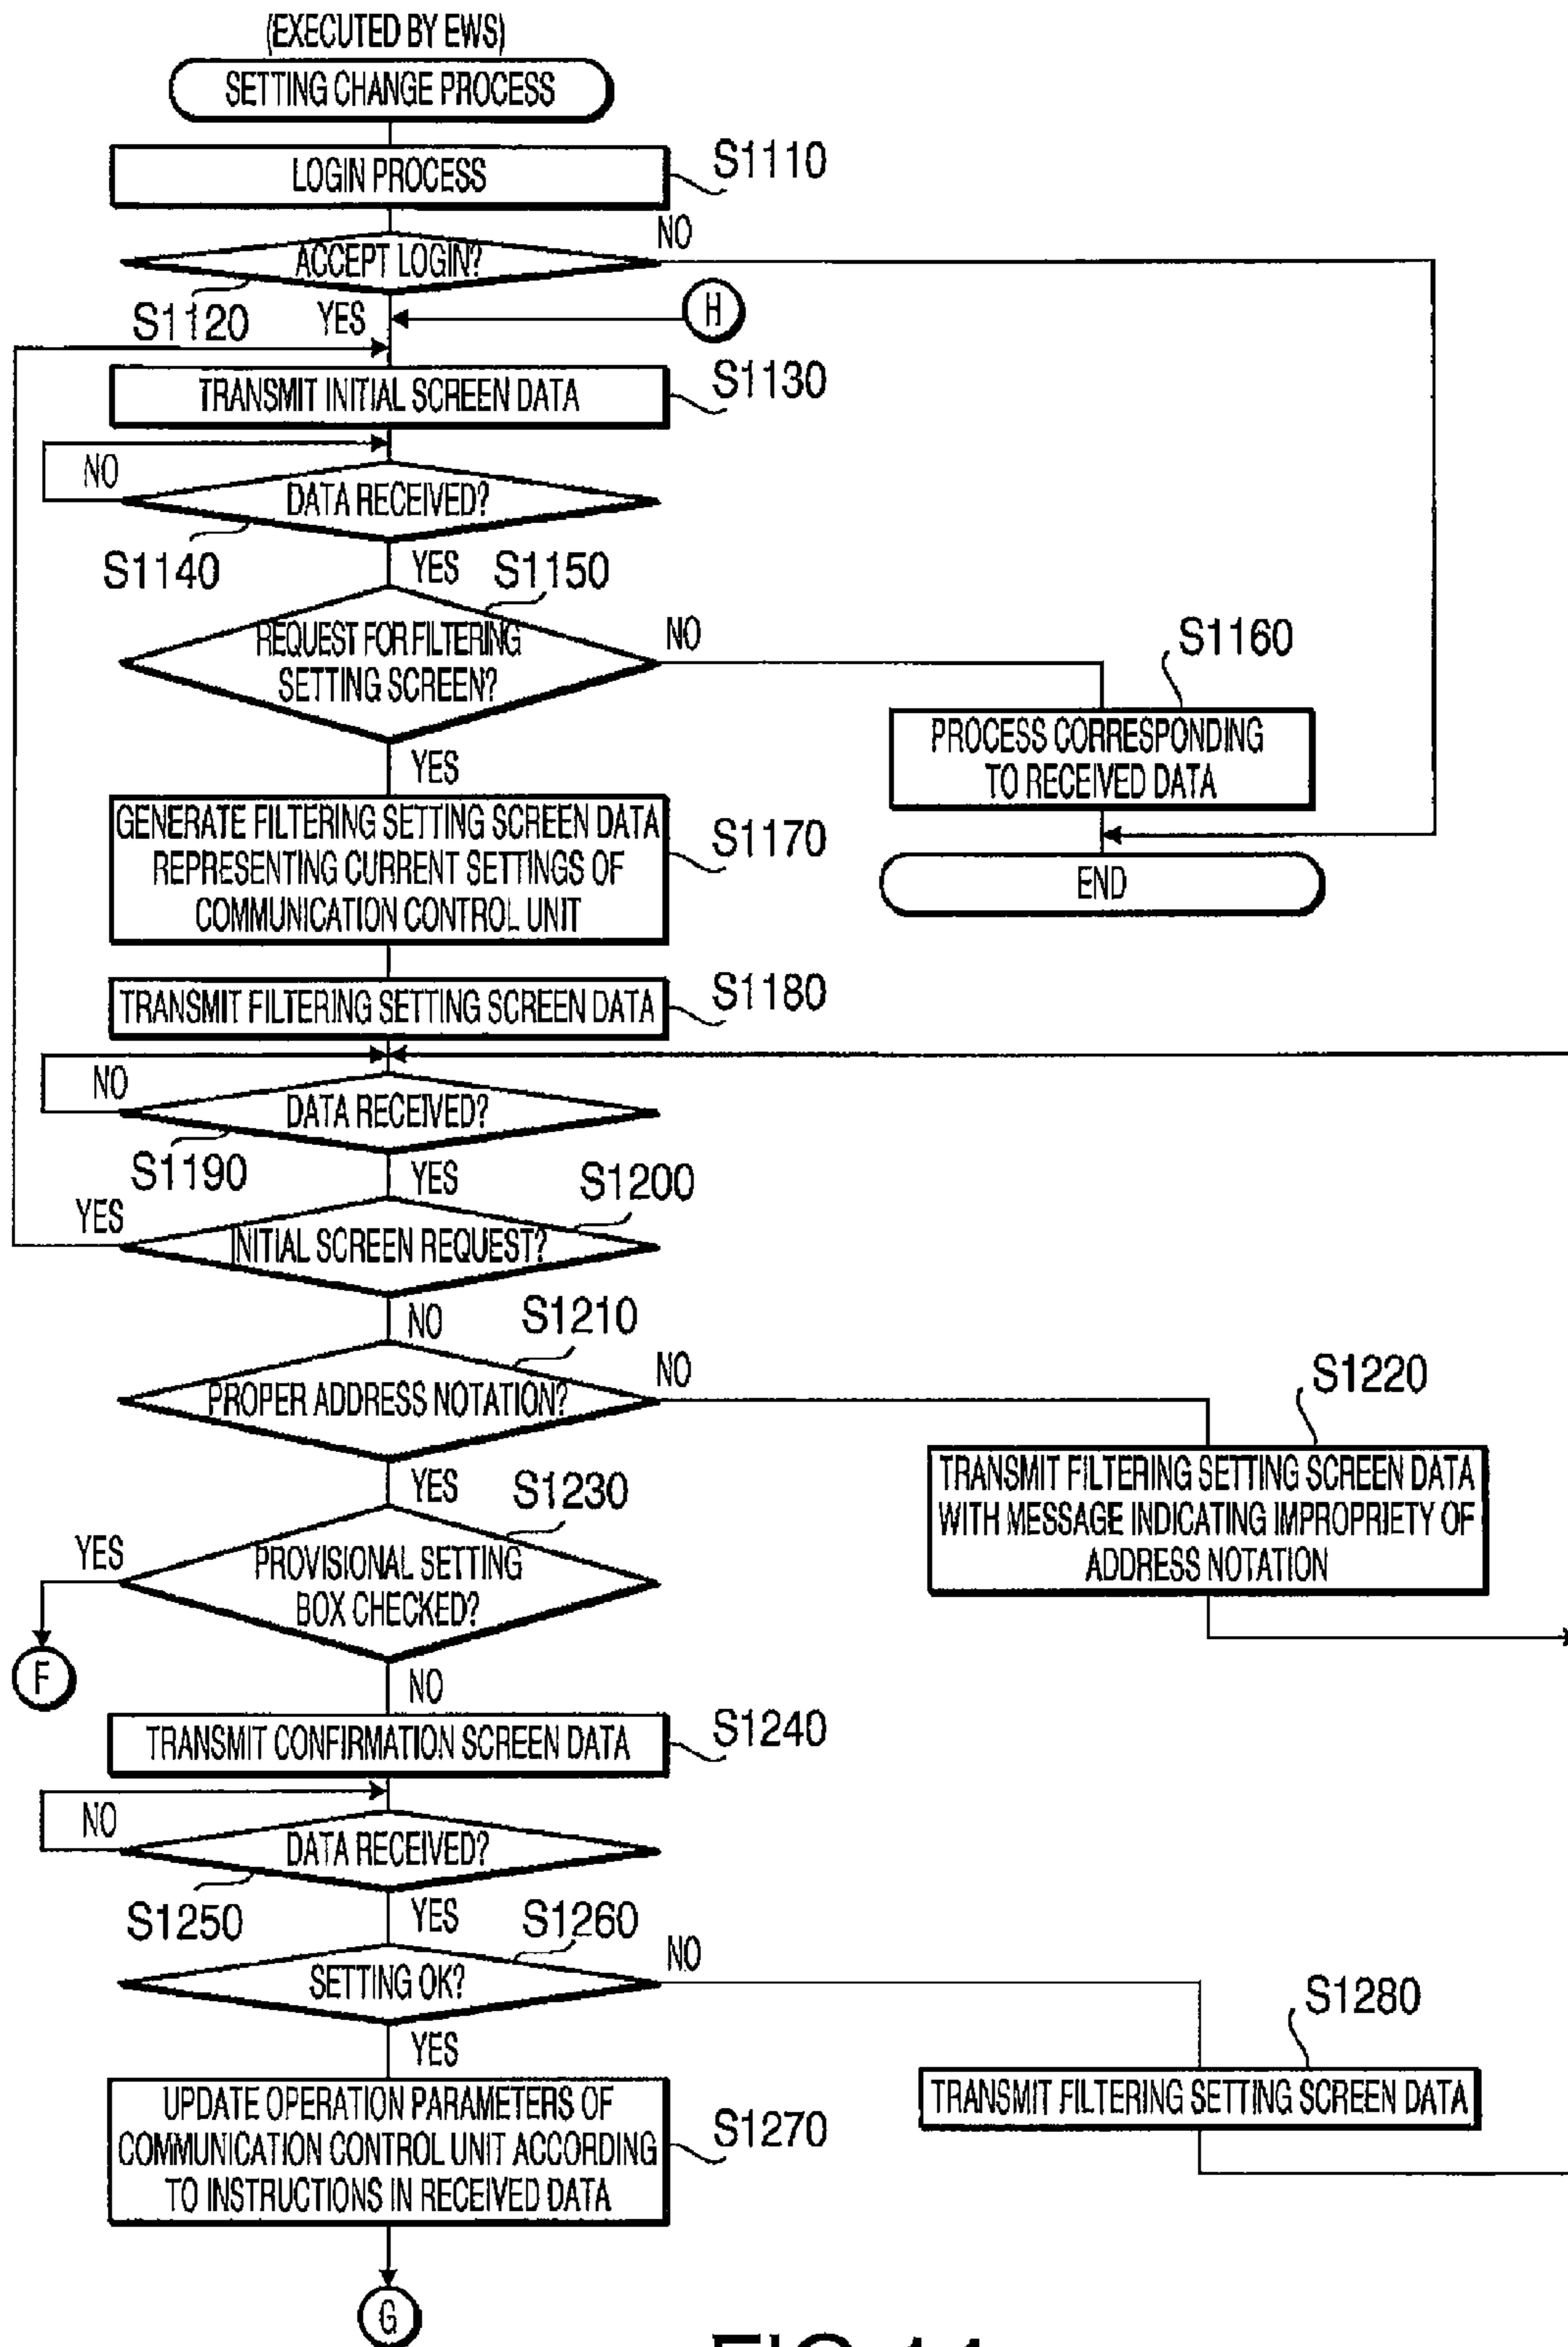 (EXECUTED BY EWS)
SETTING CHANGE PROCESS
LOGIN PROCESS
S1110
ACCEPT LOGIN?
NO
S1120
YES
H
TRANSMIT INITIAL SCREEN DATA
S1130
NO
DATA RECEIVED?
S1140
YES
S1150
REQUEST FOR FILTERING
SETTING SCREEN?
NO
S1160
PROCESS CORRESPONDING
TO RECEIVED DATA
YES
GENERATE FILTERING SETTING SCREEN DATA
REPRESENTING CURRENT SETTINGS OF
COMMUNICATION CONTROL UNIT
S1170
END
TRANSMIT FILTERING SETTING SCREEN DATA
S1180
NO
DATA RECEIVED?
S1190
YES
S1200
YES
INITIAL SCREEN REQUEST?
NO
S1210
PROPER ADDRESS NOTATION?
NO
S1220
TRANSMIT FILTERING SETTING SCREEN DATA
WITH MESSAGE INDICATING IMPROPRIETY OF
ADDRESS NOTATION
YES
S1230
YES
PROVISIONAL SETTING
BOX CHECKED?
F
NO
TRANSMIT CONFIRMATION SCREEN DATA
S1240
NO
DATA RECEIVED?
S1250
YES
S1260
SETTING OK?
NO
S1280
TRANSMIT FILTERING SETTING SCREEN DATA
YES
UPDATE OPERATION PARAMETERS OF
COMMUNICATION CONTROL UNIT ACCORDING
TO INSTRUCTIONS IN RECEIVED DATA
S1270
G